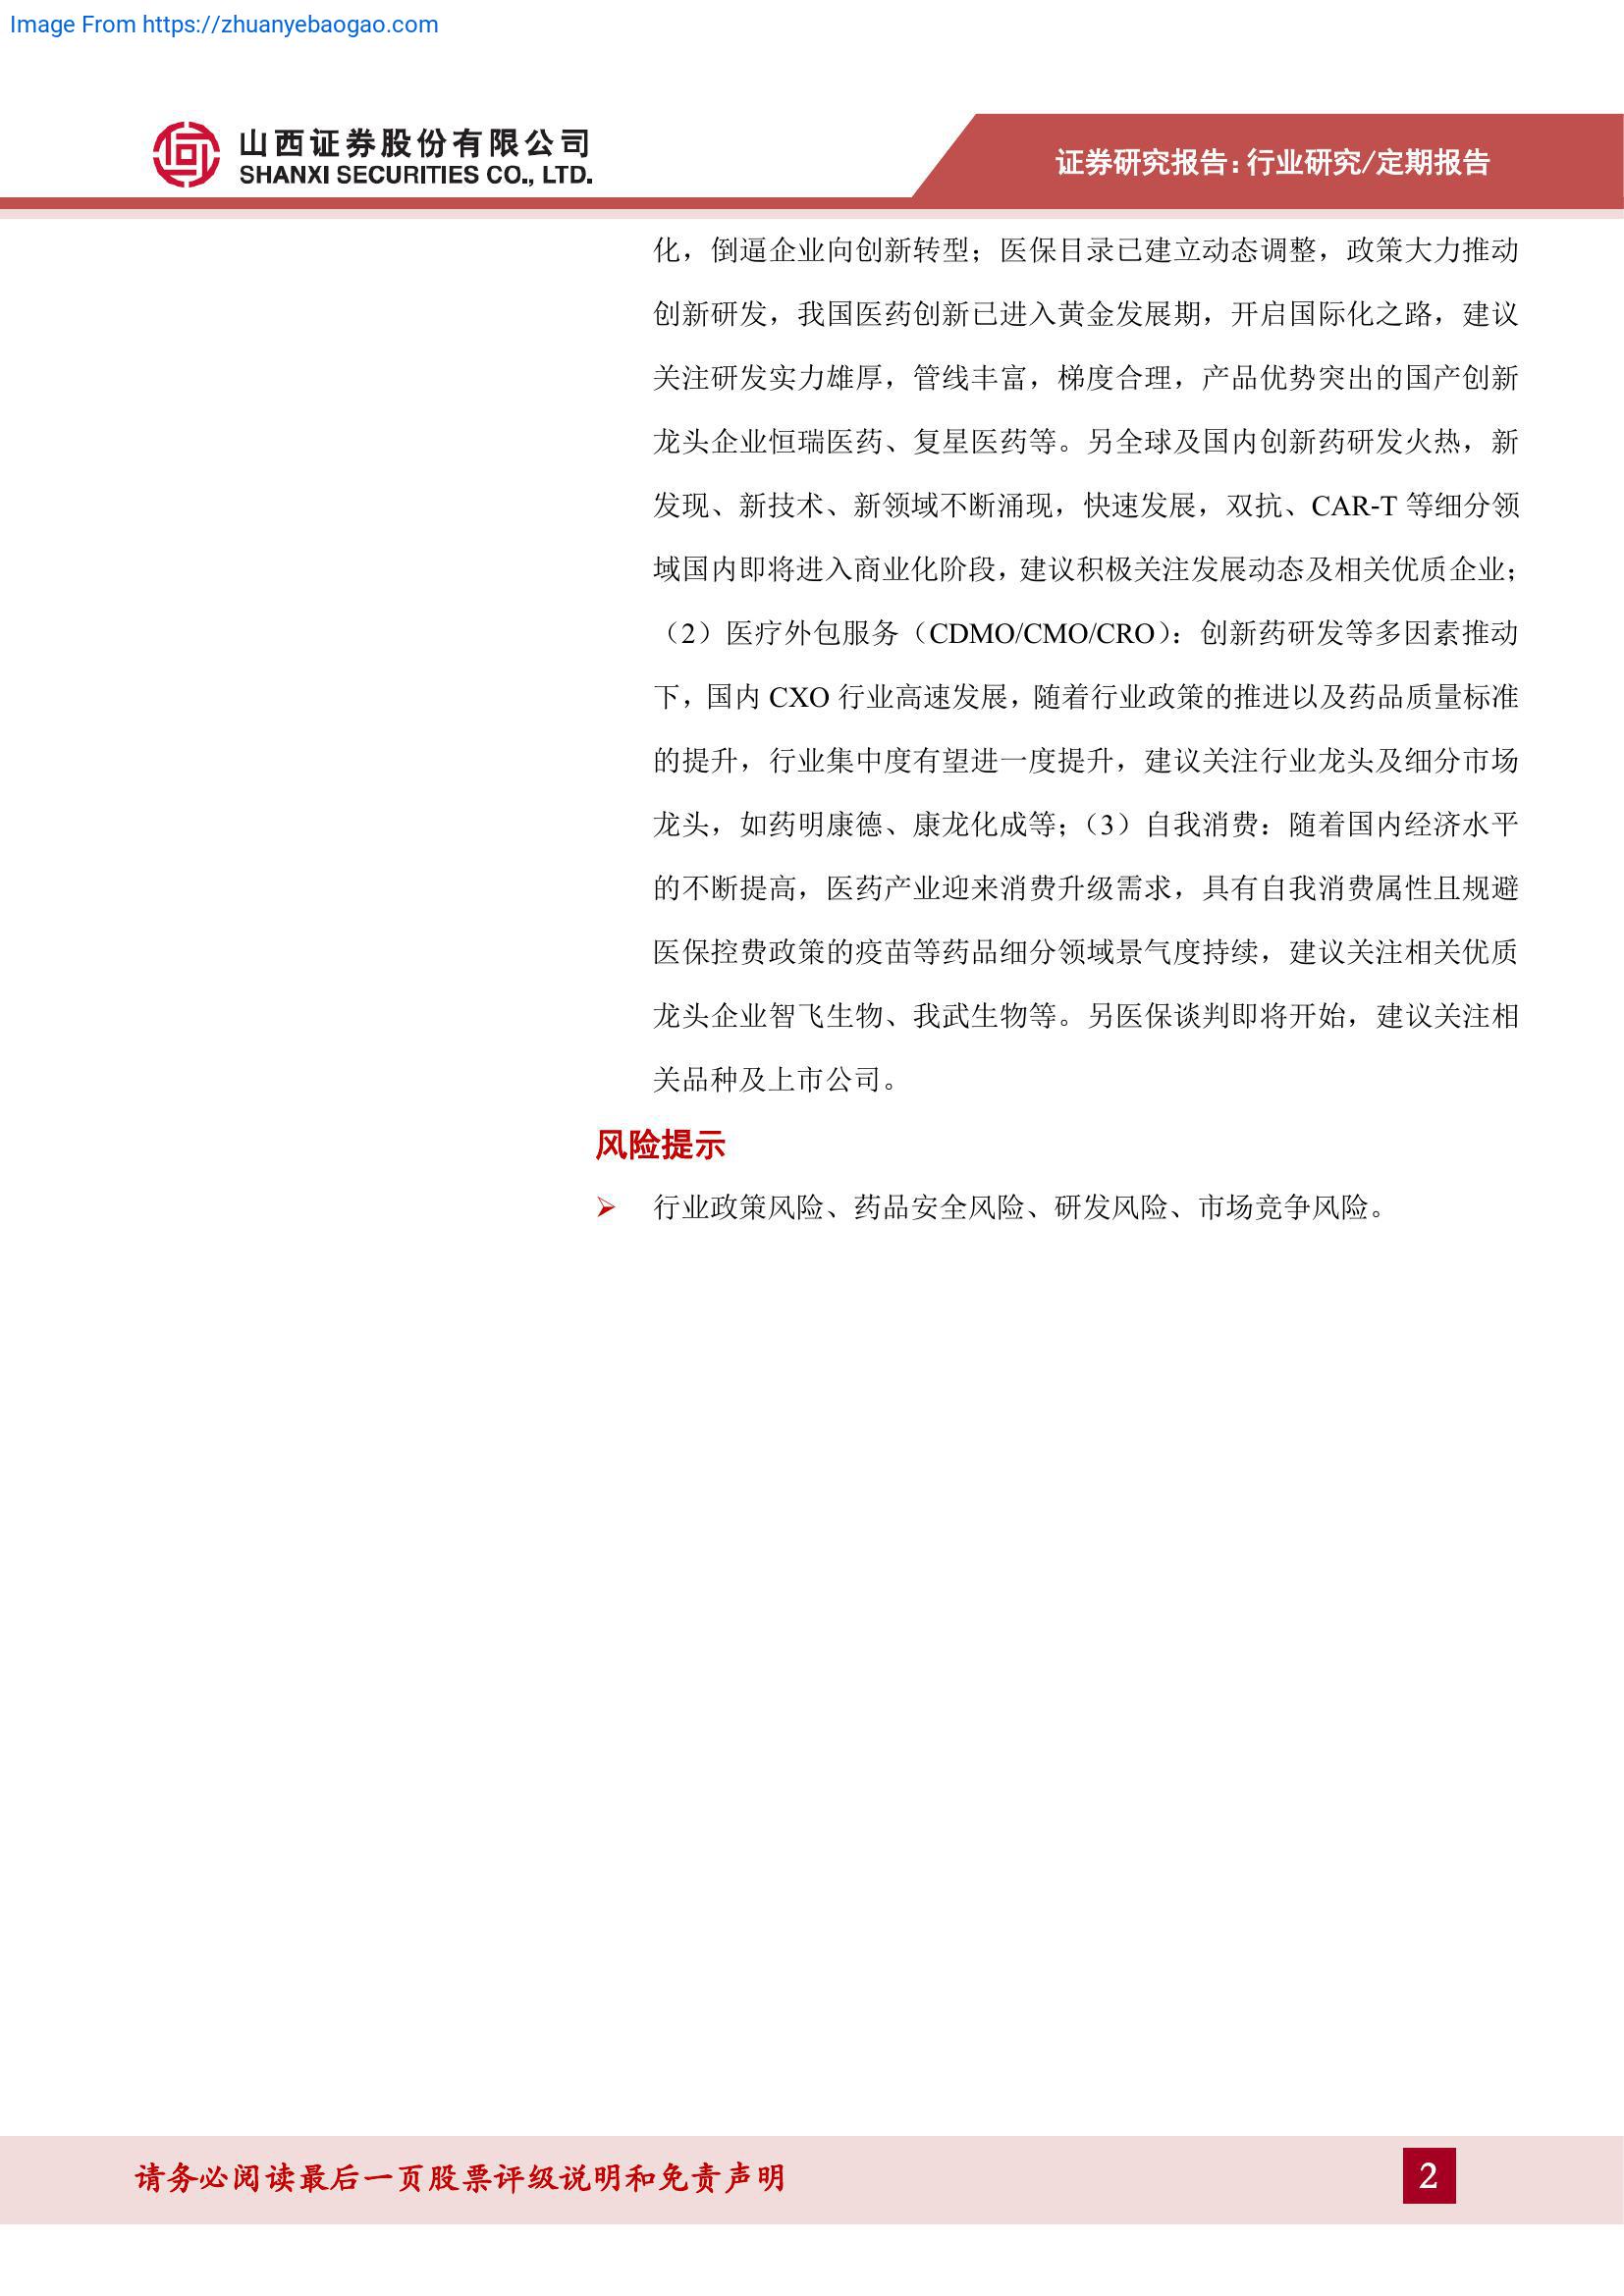 Image From https://zhuanyebaogao.com
山西证券股份有限公司
SHANXI SECURITIES CO., LTD.
证券研究报告：行业研究/定期报告
化，倒逼企业向创新转型；医保目录已建立动态调整，政策大力推动
创新研发，我国医药创新已进入黄金发展期，开启国际化之路，建议
关注研发实力雄厚，管线丰富，梯度合理，产品优势突出的国产创新
龙头企业恒瑞医药、复星医药等。另全球及国内创新药研发火热，新
发现、新技术、新领域不断涌现，快速发展，双抗、CAR-T 等细分领
域国内即将进入商业化阶段，建议积极关注发展动态及相关优质企业；
（2）医疗外包服务（CDMO/CMO/CRO）：创新药研发等多因素推动
下，国内 CXO 行业高速发展，随着行业政策的推进以及药品质量标准
的提升，行业集中度有望进一度提升，建议关注行业龙头及细分市场
龙头，如药明康德、康龙化成等；（3）自我消费：随着国内经济水平
的不断提高，医药产业迎来消费升级需求，具有自我消费属性且规避
医保控费政策的疫苗等药品细分领域景气度持续，建议关注相关优质
龙头企业智飞生物、我武生物等。另医保谈判即将开始，建议关注相
关品种及上市公司。
风险提示
➢ 行业政策风险、药品安全风险、研发风险、市场竞争风险。
请务必阅读最后一页股票评级说明和免责声明
2